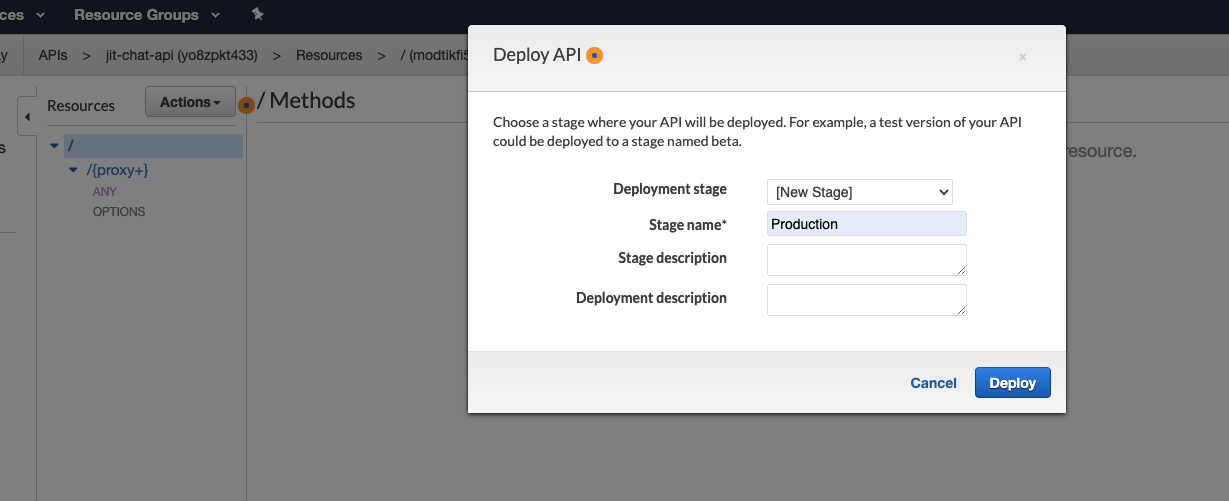 Resource Groups
APIs > jit-chat-api (yo8zpkt433) > Resources > /
Deploy API
×
Resources
Actions
/ Methods
/
/{proxy+}
ANY
OPTIONS
Choose a stage where your API will be deployed. For example, a test version of your API
could be deployed to a stage named beta.
resource.
Deployment stage [New Stage]
Stage name* Production
Stage description
Deployment description
Cancel Deploy